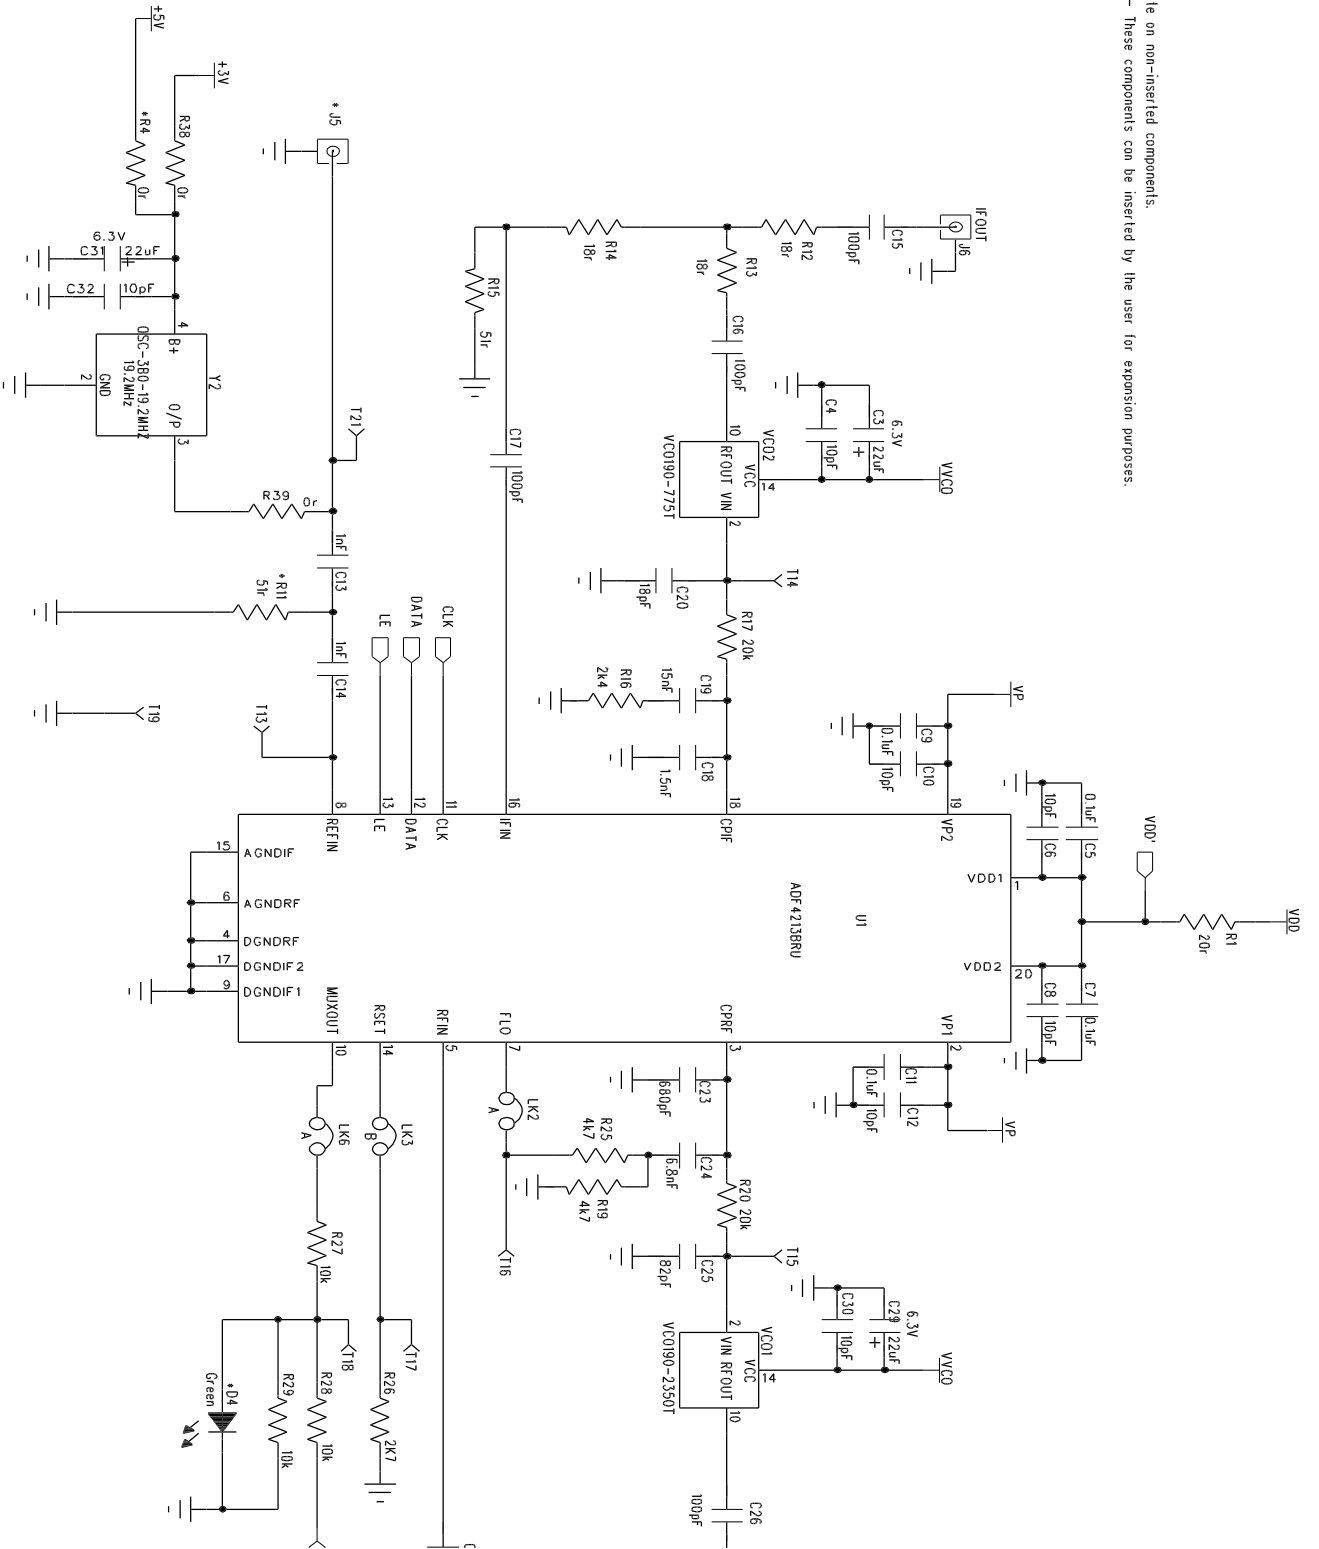 te on non-inserted components.
- These components can be inserted by the user for expansion purposes.
+5V
+3V
*R4
0r
R38
0r
* J5
6.3V
C31
22uF
+
C32
10pF
4
B+
OSC-3B0-19.2MHz
19.2MHz
GND
2
O/P
3
Y2
T21
R39
0r
1nF
C13
*R11
51r
1nF
C14
T19
T13
IFOUT
J6
C15
100pF
R12
18r
R14
18r
R13
18r
R15
51r
C16
100pF
C17
100pF
VCO2
VCO190-775T
10
RFOUT
VIN
VCC
14
2
C4
10pF
C3
6.3V
22uF
+
VVCO
T14
C20
18pF
R17
20k
C19
15nF
R16
2k4
C18
1.5nF
LE
DATA
CLK
VP
C9
0.1uF
C10
10pF
10pF
C6
0.1uF
C5
VDD'
VDD
R1
20r
C8
10pF
C7
0.1uF
8
REFIN
13
LE
12
DATA
11
CLK
16
IFIN
18
CPIF
19
VP2
VDD1
1
VDD2
20
15
AGNDIF
6
AGNDRF
4
DGNDRF
17
DGNDIF2
9
DGNDIF1
U1
ADF4213BRU
MUXOUT
10
RSET
14
RFIN
5
FLO
7
CPRF
3
VP1
2
C11
0.1uF
C12
10pF
VP
C23
680pF
C24
6.8nF
R25
4k7
R19
4k7
R20
20k
C25
82pF
T15
LK2
A
T16
LK3
B
LK6
A
R27
10k
T18
T17
R26
2K7
R28
10k
R29
10k
*D4
Green
C30
10pF
C29
6.3V
22uF
+
VVCO
VCO1
VCO190-2350T
2
VIN
RFOUT
VCC
14
10
C26
100pF